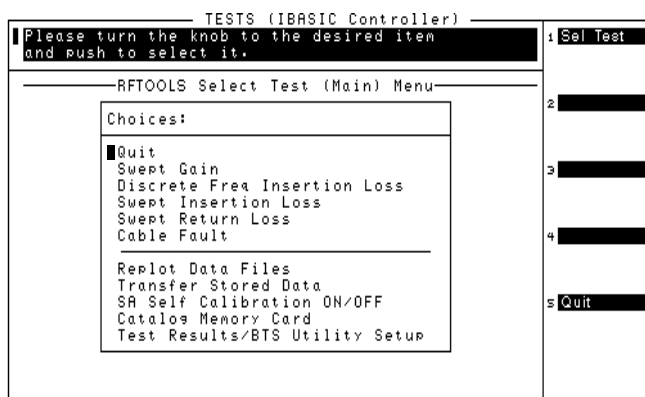 TESTS (IBASIC Controller)
Please turn the knob to the desired item
and push to select it.
1 Sel Test
RFTOOLS Select Test (Main) Menu
2
Choices:
Quit
Swept Gain
3
Discrete Freq Insertion Loss
Swept Insertion Loss
Swept Return Loss
Cable Fault
4
Replot Data Files
Transfer Stored Data
SA Self Calibration ON/OFF
5 Quit
Catalog Memory Card
Test Results/BTS Utility Setup